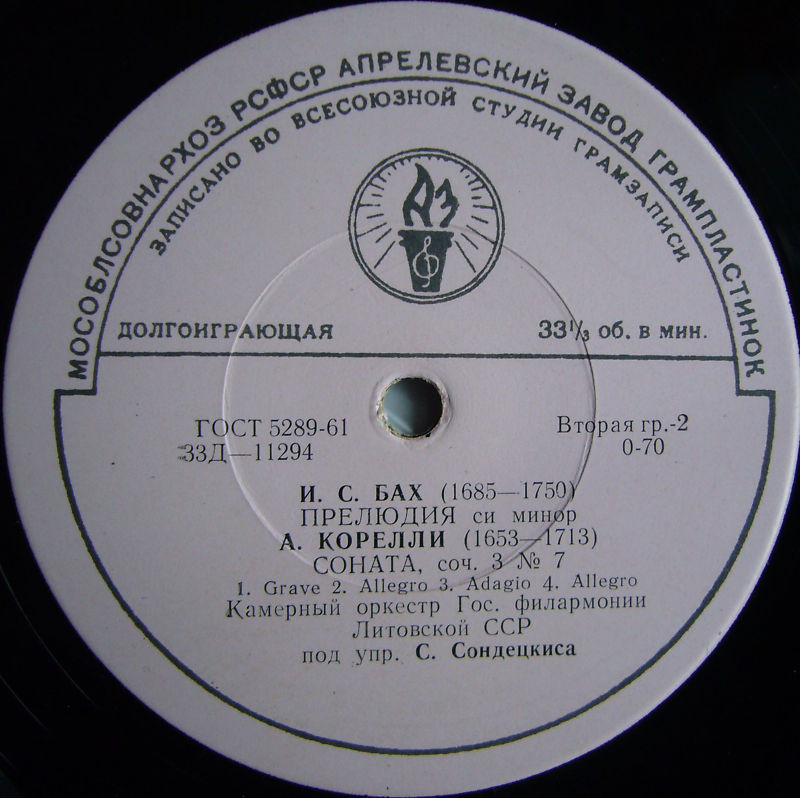 МОСОБЛСОВНАРХОЗ РСФСР АПРЕЛЕВСКИЙ ЗАВОД ГРАМПЛАСТИНОК
ЗАПИСАНО ВО ВСЕСОЮЗНОЙ СТУДИИ ГРАМЗАПИСИ
АЗ
ДОЛГОИГРАЮЩАЯ 33⅓ об. в мин.
ГОСТ 5289-61 Вторая гр.-2
33Д—11294 0-70
И. С. БАХ (1685—1750)
ПРЕЛЮДИЯ си минор
А. КОРЕЛЛИ (1653—1713)
СОНАТА, соч. 3 № 7
1. Grave 2. Allegro 3. Adagio 4. Allegro
Камерный оркестр Гос. филармонии
Литовской ССР
под упр. С. Сондецкиса